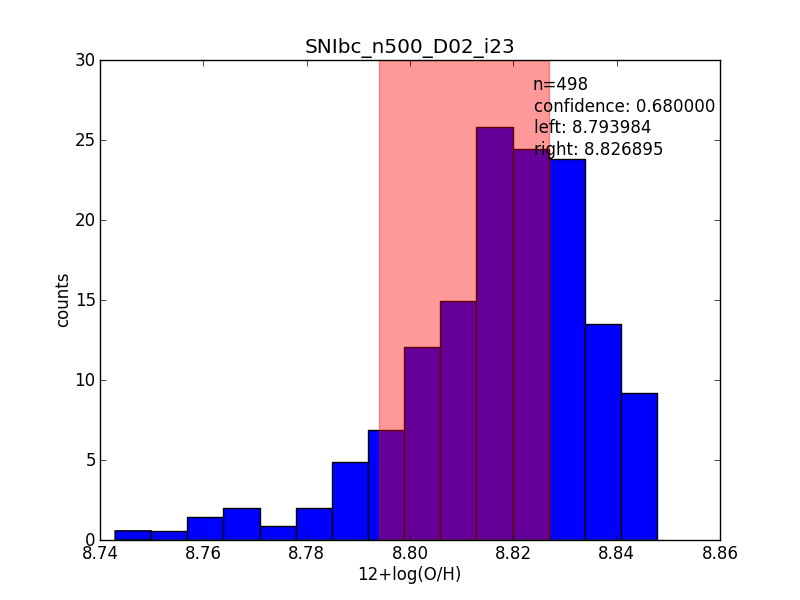 SNIbc_n500_D02_i23
30
25
20
15
10
5
0
counts
n=498
confidence: 0.680000
left: 8.793984
right: 8.826895
8.74 8.76 8.78 8.80 8.82 8.84 8.86
12+log(O/H)